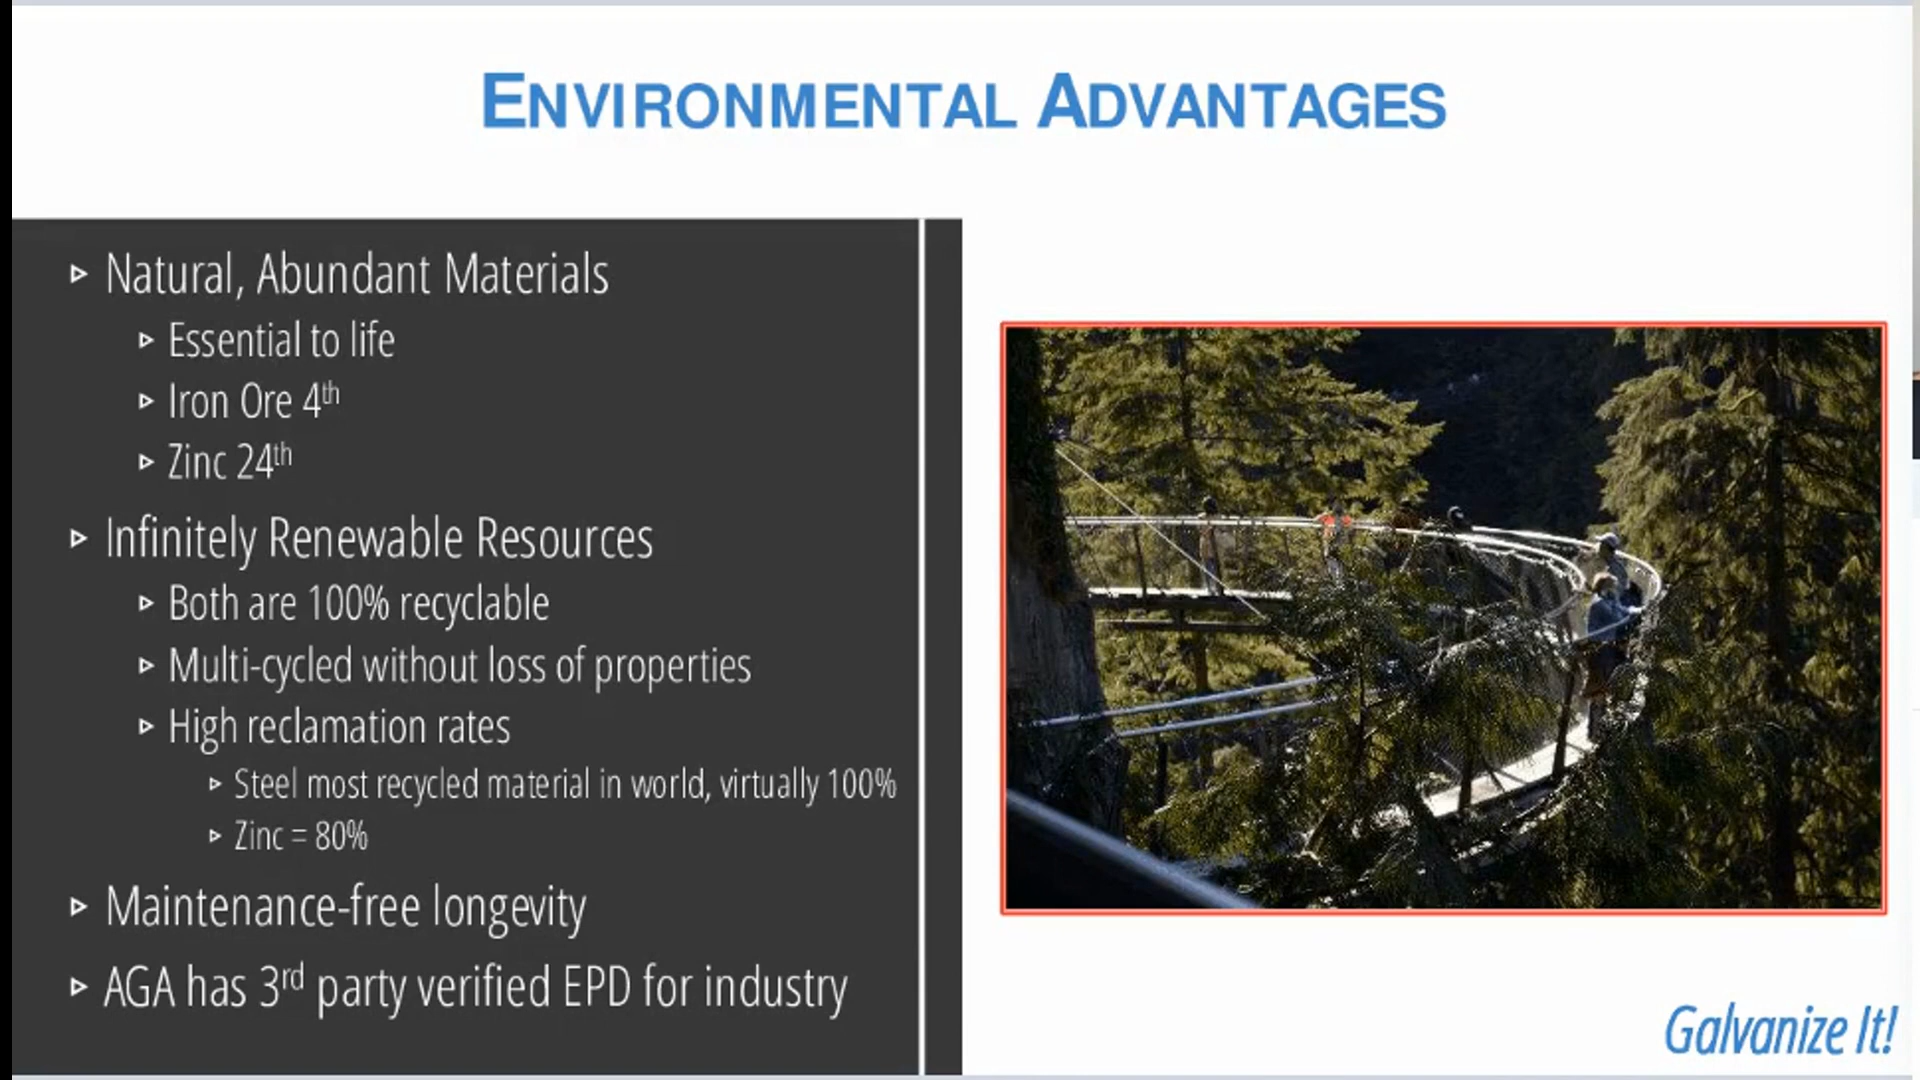 ENVIRONMENTAL ADVANTAGES
Natural, Abundant Materials
Essential to life
Iron Ore 4th
Zinc 24th
Infinitely Renewable Resources
Both are 100% recyclable
Multi-cycled without loss of properties
High reclamation rates
Steel most recycled material in world, virtually 100%
Zinc = 80%
Maintenance-free longevity
AGA has 3rd party verified EPD for industry
Galvanize It!